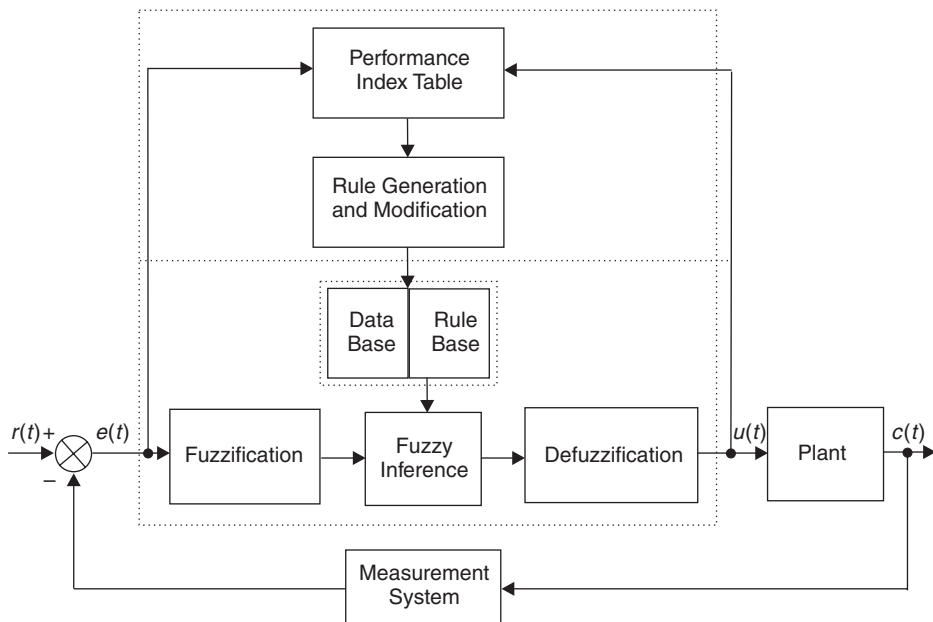 Performance
Index Table
Rule Generation
and Modification
Data
Base
Rule
Base
r(t)+
e(t)
−
Fuzzification
Fuzzy
Inference
Defuzzification
u(t)
Plant
c(t)
Measurement
System